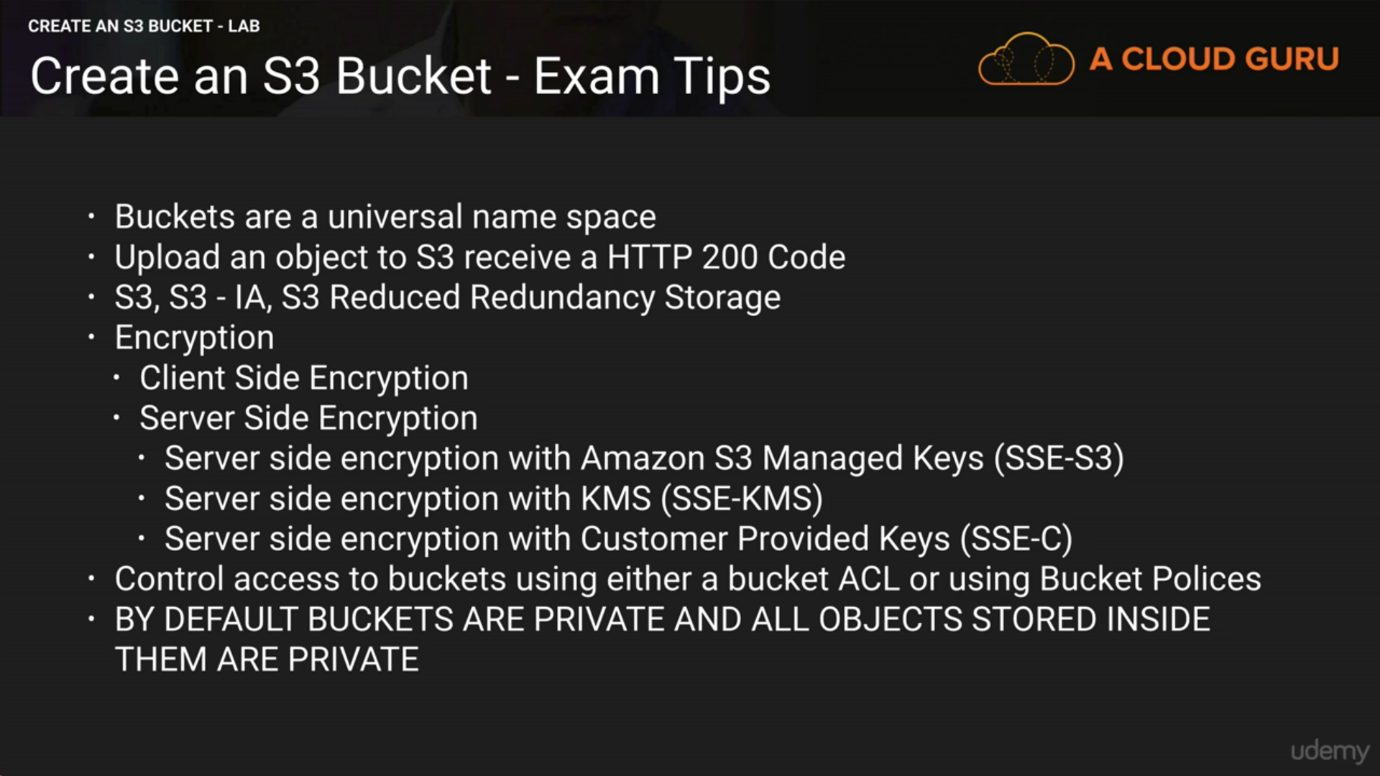 CREATE AN S3 BUCKET - LAB
Create an S3 Bucket - Exam Tips
A CLOUD GURU
• Buckets are a universal name space
• Upload an object to S3 receive a HTTP 200 Code
• S3, S3 - IA, S3 Reduced Redundancy Storage
• Encryption
• Client Side Encryption
• Server Side Encryption
• Server side encryption with Amazon S3 Managed Keys (SSE-S3)
• Server side encryption with KMS (SSE-KMS)
• Server side encryption with Customer Provided Keys (SSE-C)
• Control access to buckets using either a bucket ACL or using Bucket Polices
• BY DEFAULT BUCKETS ARE PRIVATE AND ALL OBJECTS STORED INSIDE
THEM ARE PRIVATE
udemy